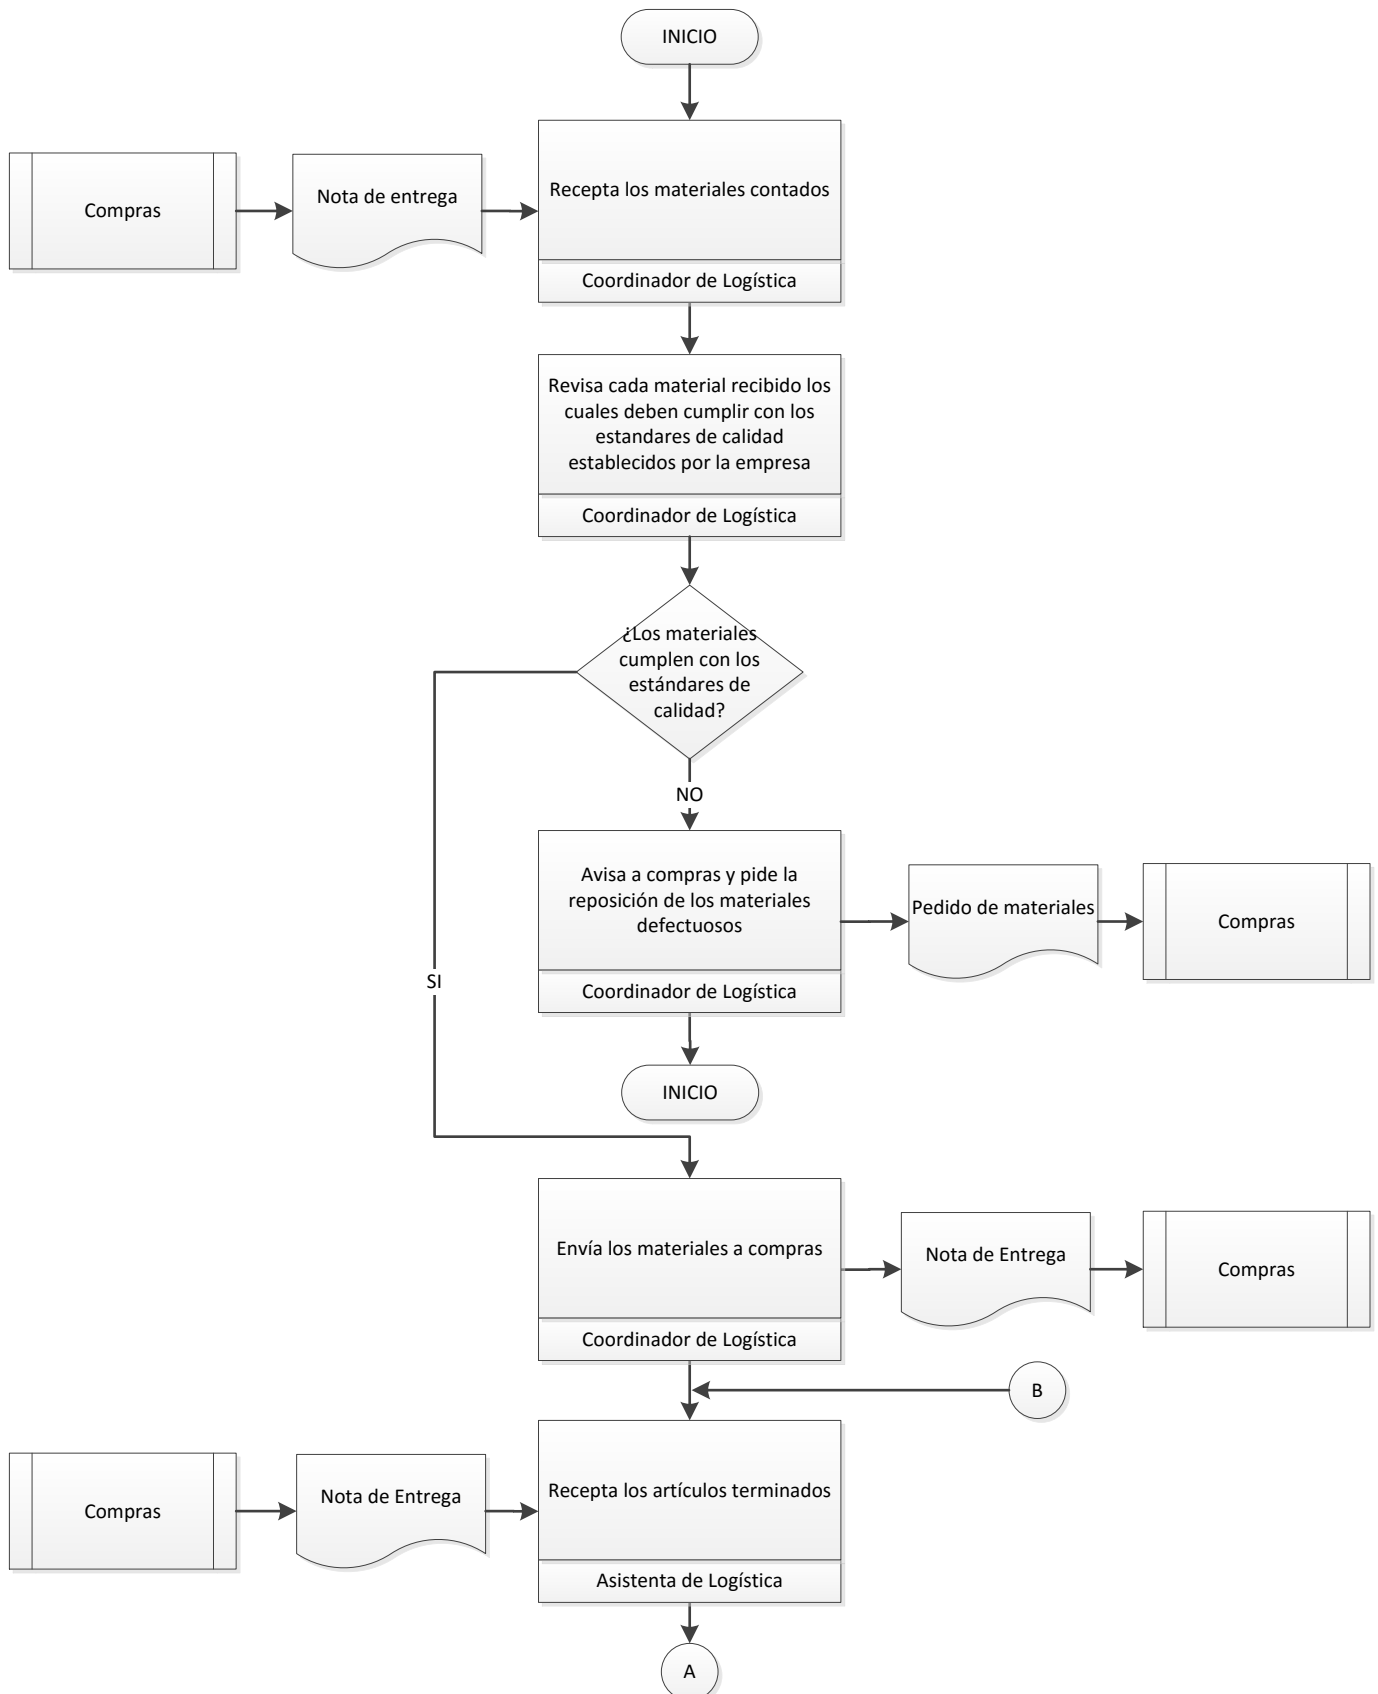 INICIO
Compras
Nota de entrega
Recepta los materiales contados
Coordinador de Logística
Revisa cada material recibido los
cuales deben cumplir con los
estandares de calidad
establecidos por la empresa
Coordinador de Logística
¿Los materiales
cumplen con los
estándares de
calidad?
NO
SI
Avisa a compras y pide la
reposición de los materiales
defectuosos
Coordinador de Logística
Pedido de materiales
Compras
INICIO
Envía los materiales a compras
Coordinador de Logística
Nota de Entrega
Compras
B
Compras
Nota de Entrega
Recepta los artículos terminados
Asistenta de Logística
A